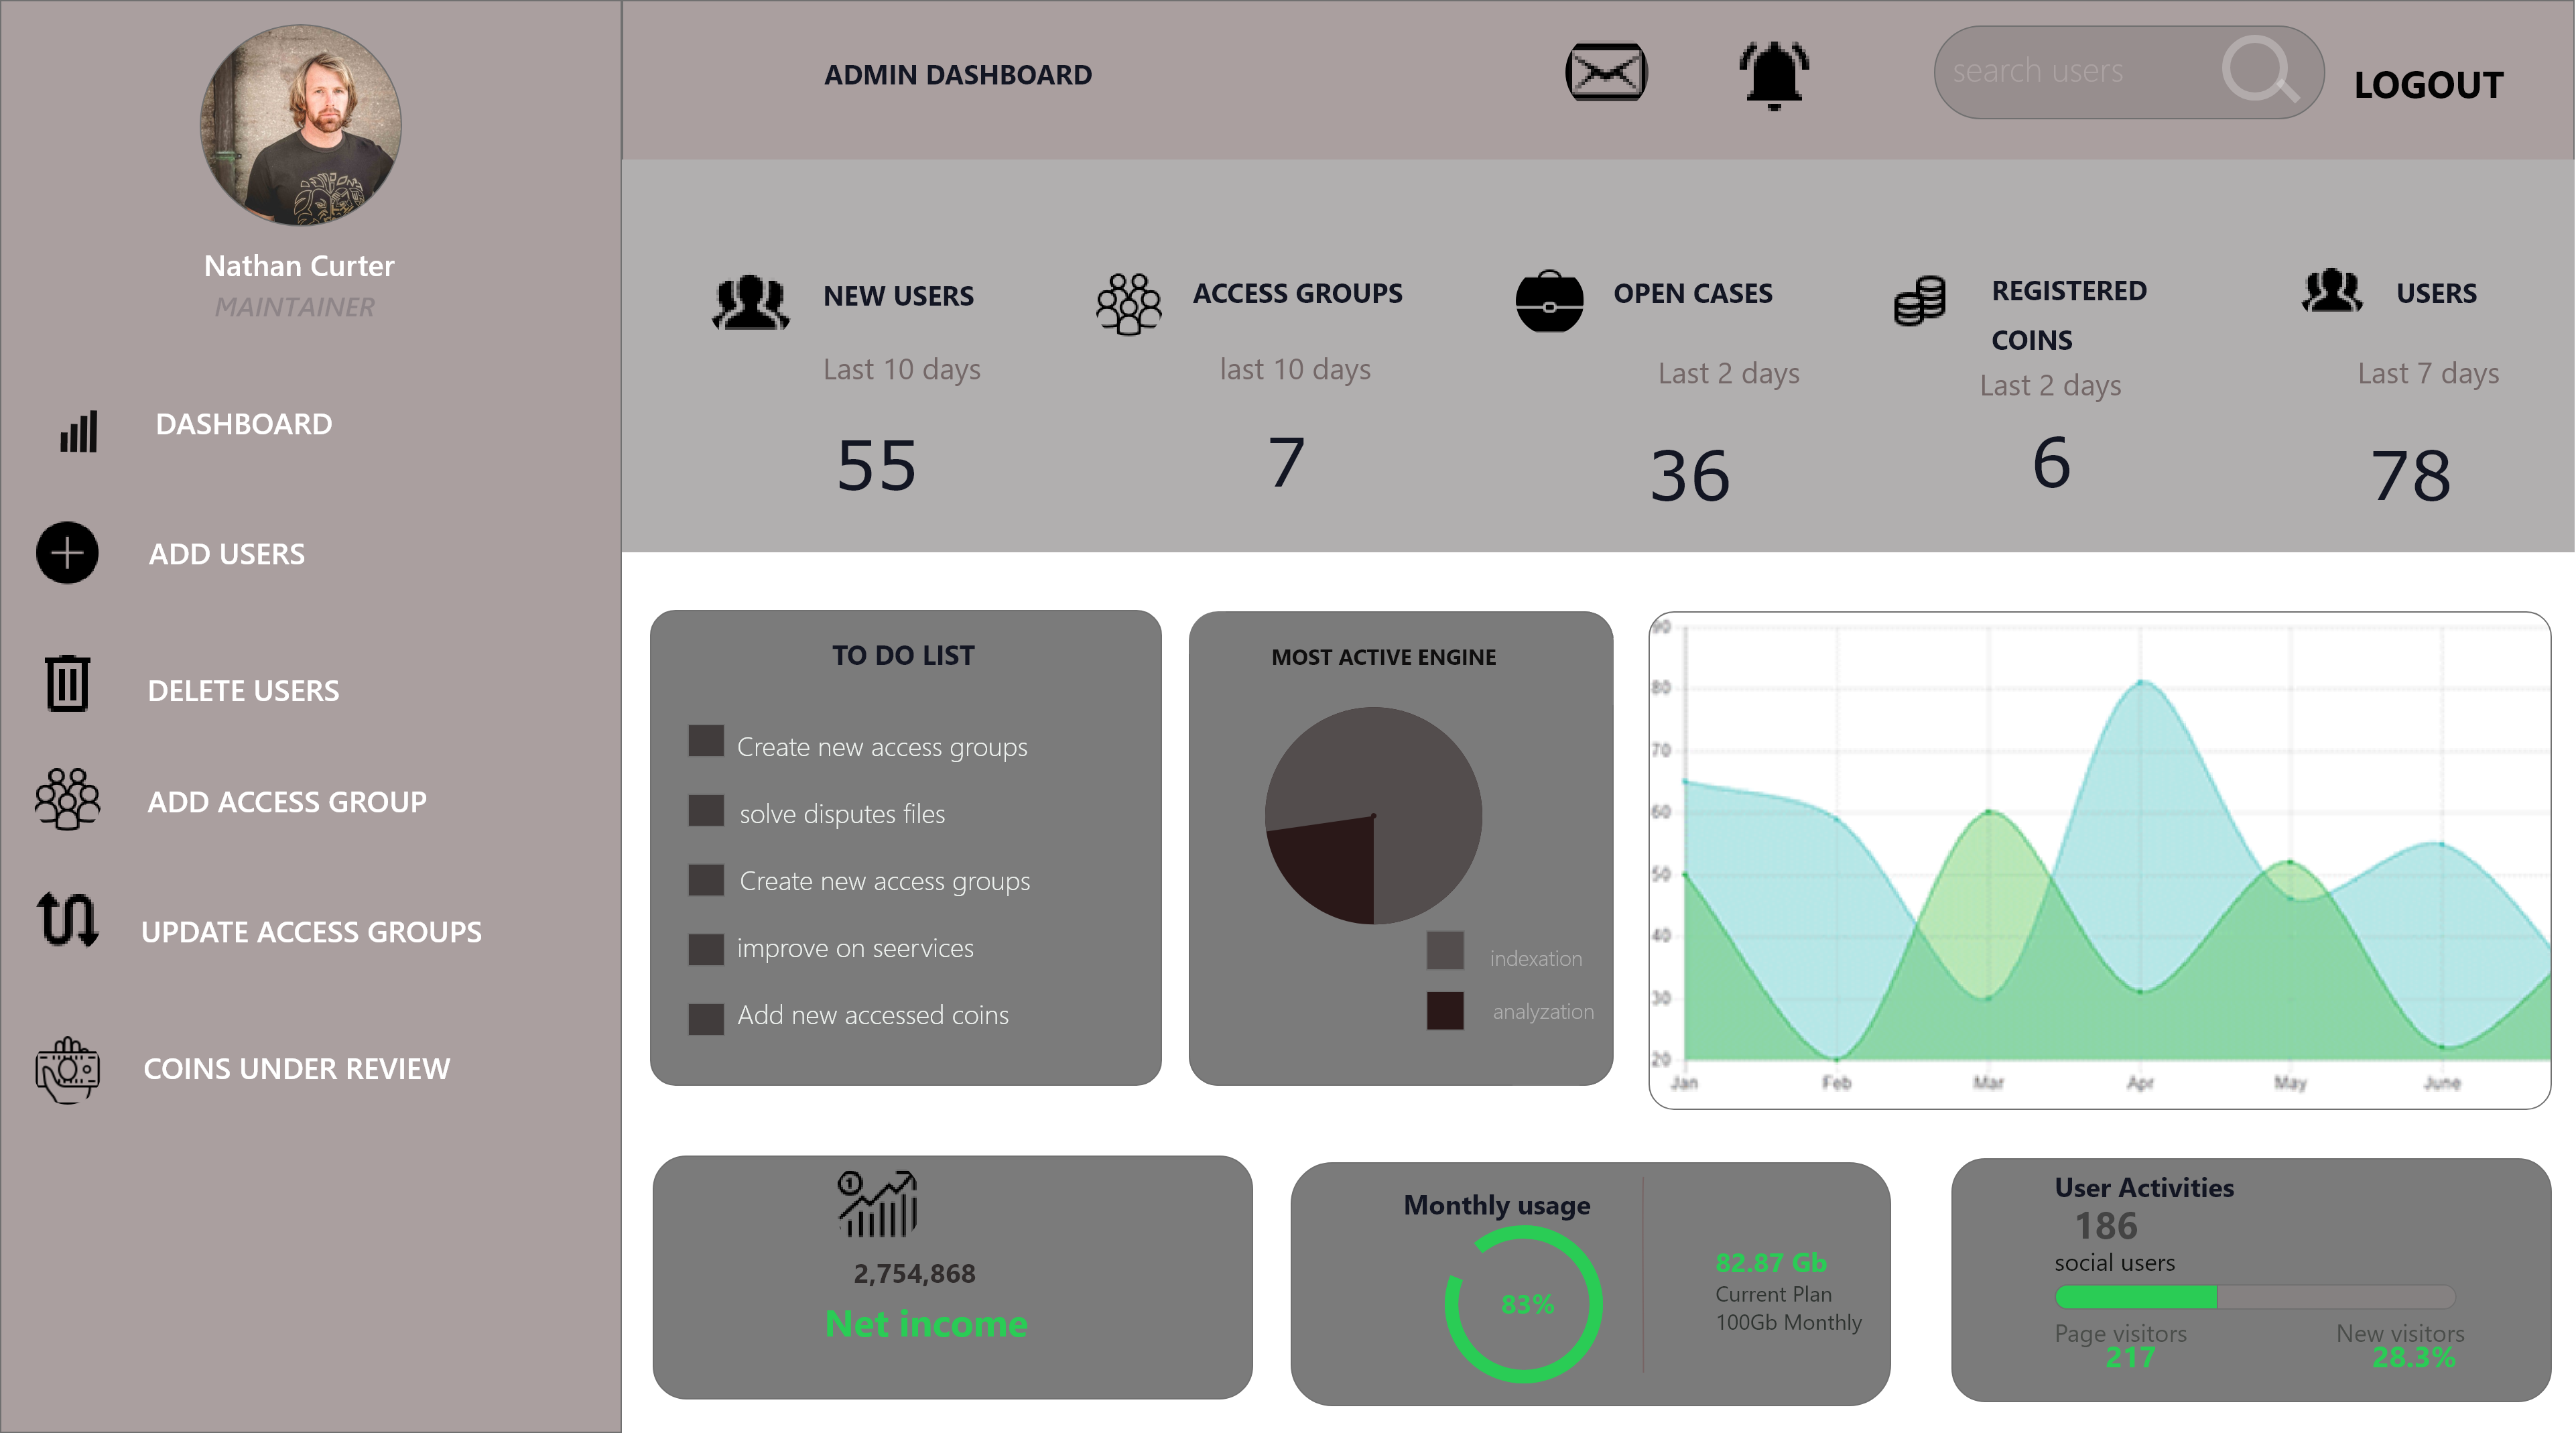 Nathan Curter
MAINTAINER
DASHBOARD
ADD USERS
DELETE USERS
ADD ACCESS GROUP
UPDATE ACCESS GROUPS
COINS UNDER REVIEW
ADMIN DASHBOARD
search users
LOGOUT
NEW USERS
Last 10 days
55
ACCESS GROUPS
last 10 days
7
OPEN CASES
Last 2 days
36
REGISTERED
COINS
Last 2 days
6
USERS
Last 7 days
78
TO DO LIST
Create new access groups
solve disputes files
Create new access groups
improve on seervices
Add new accessed coins
MOST ACTIVE ENGINE
indexation
analyzation
90
80
70
60
50
40
30
20
Jan Feb Mar Apr May June
2,754,868
Net income
Monthly usage
83%
82.87 Gb
Current Plan
100Gb Monthly
User Activities
186
social users
Page visitors
217
New visitors
28.3%